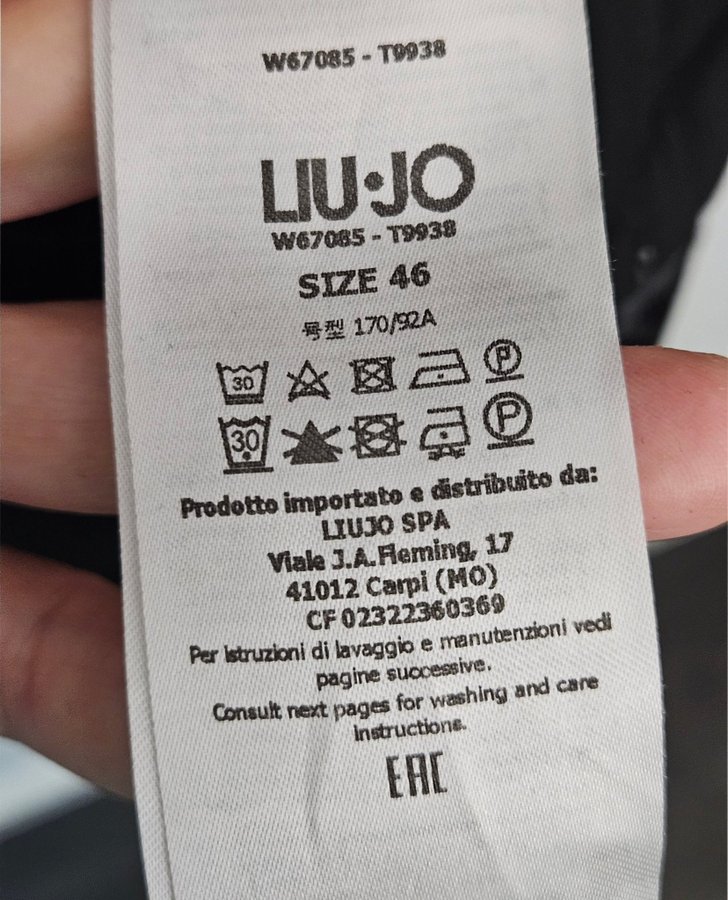 W67085 - T9938
LIU·JO
W67085 - T9938
SIZE 46
号型 170/92A
30 P
30 P
Prodotto importato e distribuito da:
LIUJO SPA
Viale J.A.Fleming, 17
41012 Carpi (MO)
CF 02322360369
Per Istruzioni di lavaggio e manutenzioni vedi
pagine successive.
Consult next pages for washing and care
Instructions.
EAC